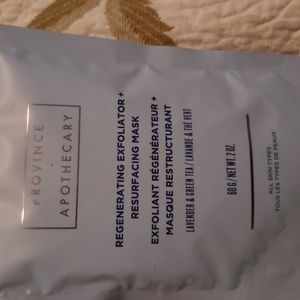 PROVINCE
APOTHECARY
REGENERATING EXFOLIATOR +
RESURFACING MASK
EXFOLIANT RÉGÉNÉRATEUR +
MASQUE RESTRUCTURANT
LAVENDER & GREEN TEA / LAVANDE & THÉ VERT
60 G / NET WT. 2 OZ.
ALL SKIN TYPES
TOUS LES TYPES DE PEAUX